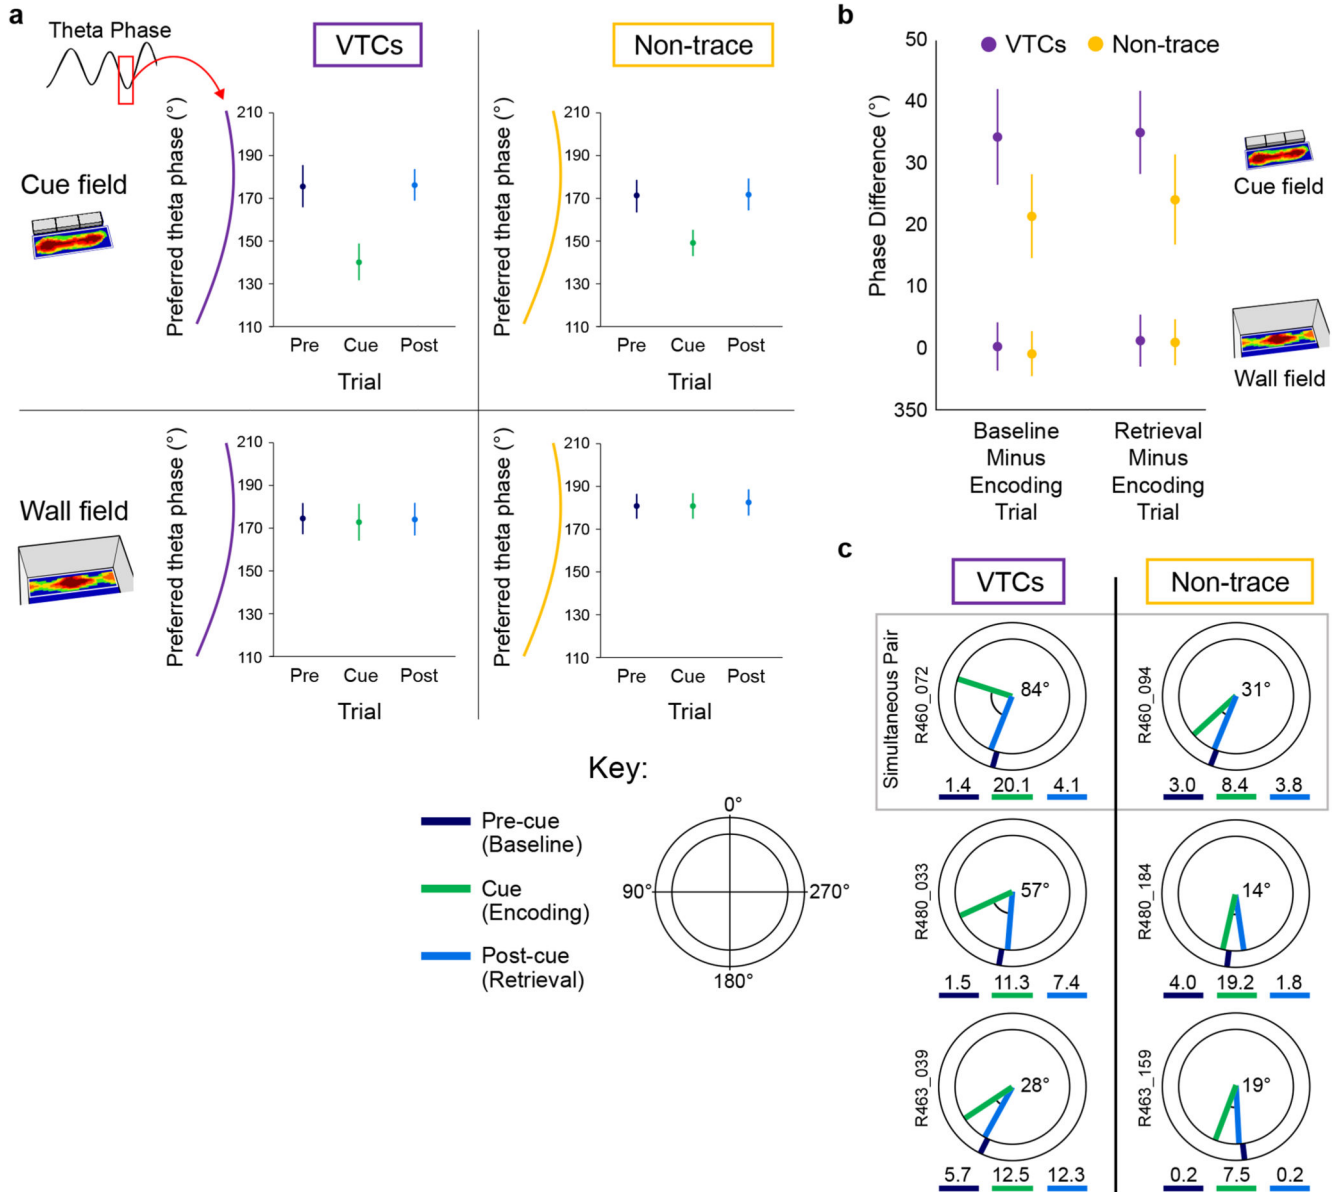 a
Theta Phase
VTCs
Non-trace
Cue field
Preferred theta phase (°)
210
190
170
150
130
110
Pre Cue Post
Trial
Preferred theta phase (°)
210
190
170
150
130
110
Pre Cue Post
Trial
Wall field
Preferred theta phase (°)
210
190
170
150
130
110
Pre Cue Post
Trial
Preferred theta phase (°)
210
190
170
150
130
110
Pre Cue Post
Trial
Key:
Pre-cue
(Baseline)
Cue
(Encoding)
Post-cue
(Retrieval)
0°
90°
270°
180°
b
VTCs Non-trace
Phase Difference (°)
50
40
30
20
10
0
350
Baseline
Minus
Encoding
Trial
Retrieval
Minus
Encoding
Trial
Cue field
Wall field
c
VTCs
Non-trace
Simultaneous Pair
R460_072
84°
1.4 20.1 4.1
R460_094
31°
3.0 8.4 3.8
R480_033
57°
1.5 11.3 7.4
R480_184
14°
4.0 19.2 1.8
R463_039
28°
5.7 12.5 12.3
R463_159
19°
0.2 7.5 0.2